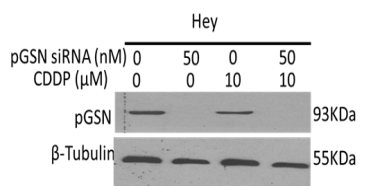 Hey
pGSN siRNA (nM) 0 50 0 50
CDDP (μM) 0 0 10 10
pGSN 93KDa
β-Tubulin 55KDa